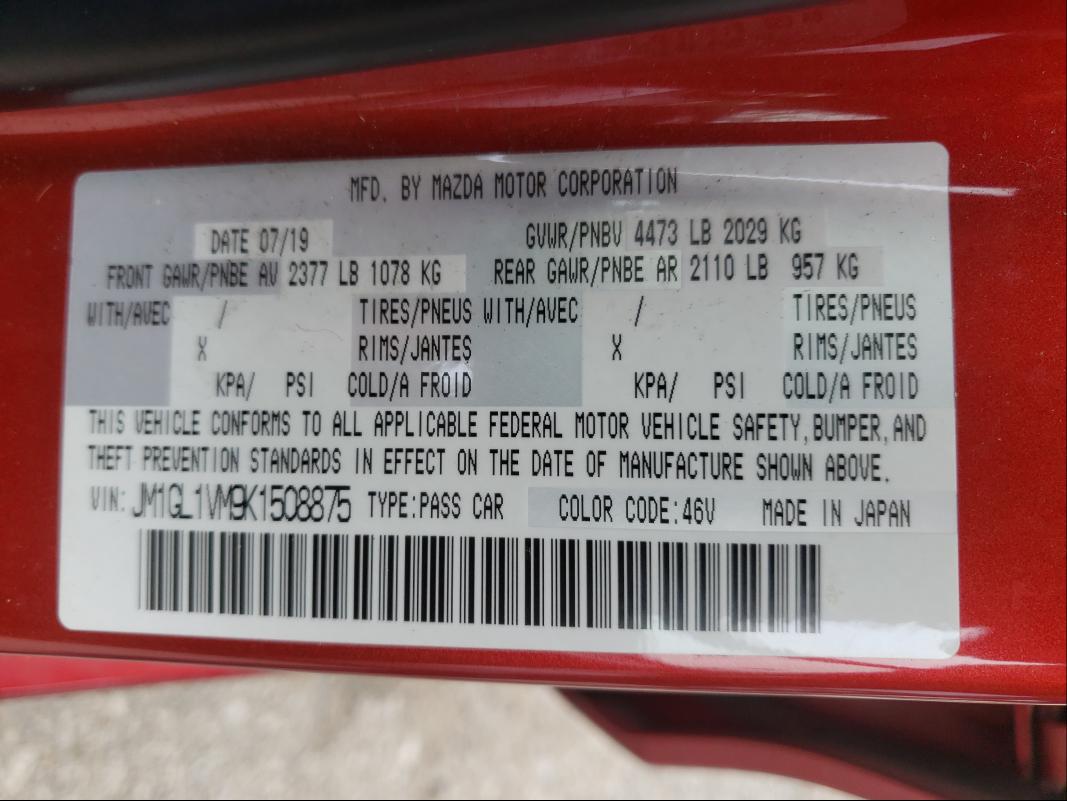 MFD. BY MAZDA MOTOR CORPORATION
DATE 07/19 GVWR/PNBV 4473 LB 2029 KG
FRONT GAWR/PNBE AV 2377 LB 1078 KG REAR GAWR/PNBE AR 2110 LB 957 KG
WITH/AVEC / TIRES/PNEUS WITH/AVEC / TIRES/PNEUS
X RIMS/JANTES X RIMS/JANTES
KPA/ PSI COLD/A FROID KPA/ PSI COLD/A FROID
THIS VEHICLE CONFORMS TO ALL APPLICABLE FEDERAL MOTOR VEHICLE SAFETY, BUMPER, AND
THEFT PREVENTION STANDARDS IN EFFECT ON THE DATE OF MANUFACTURE SHOWN ABOVE.
VIN: JM1GL1VM9K1508875 TYPE: PASS CAR COLOR CODE: 46V MADE IN JAPAN